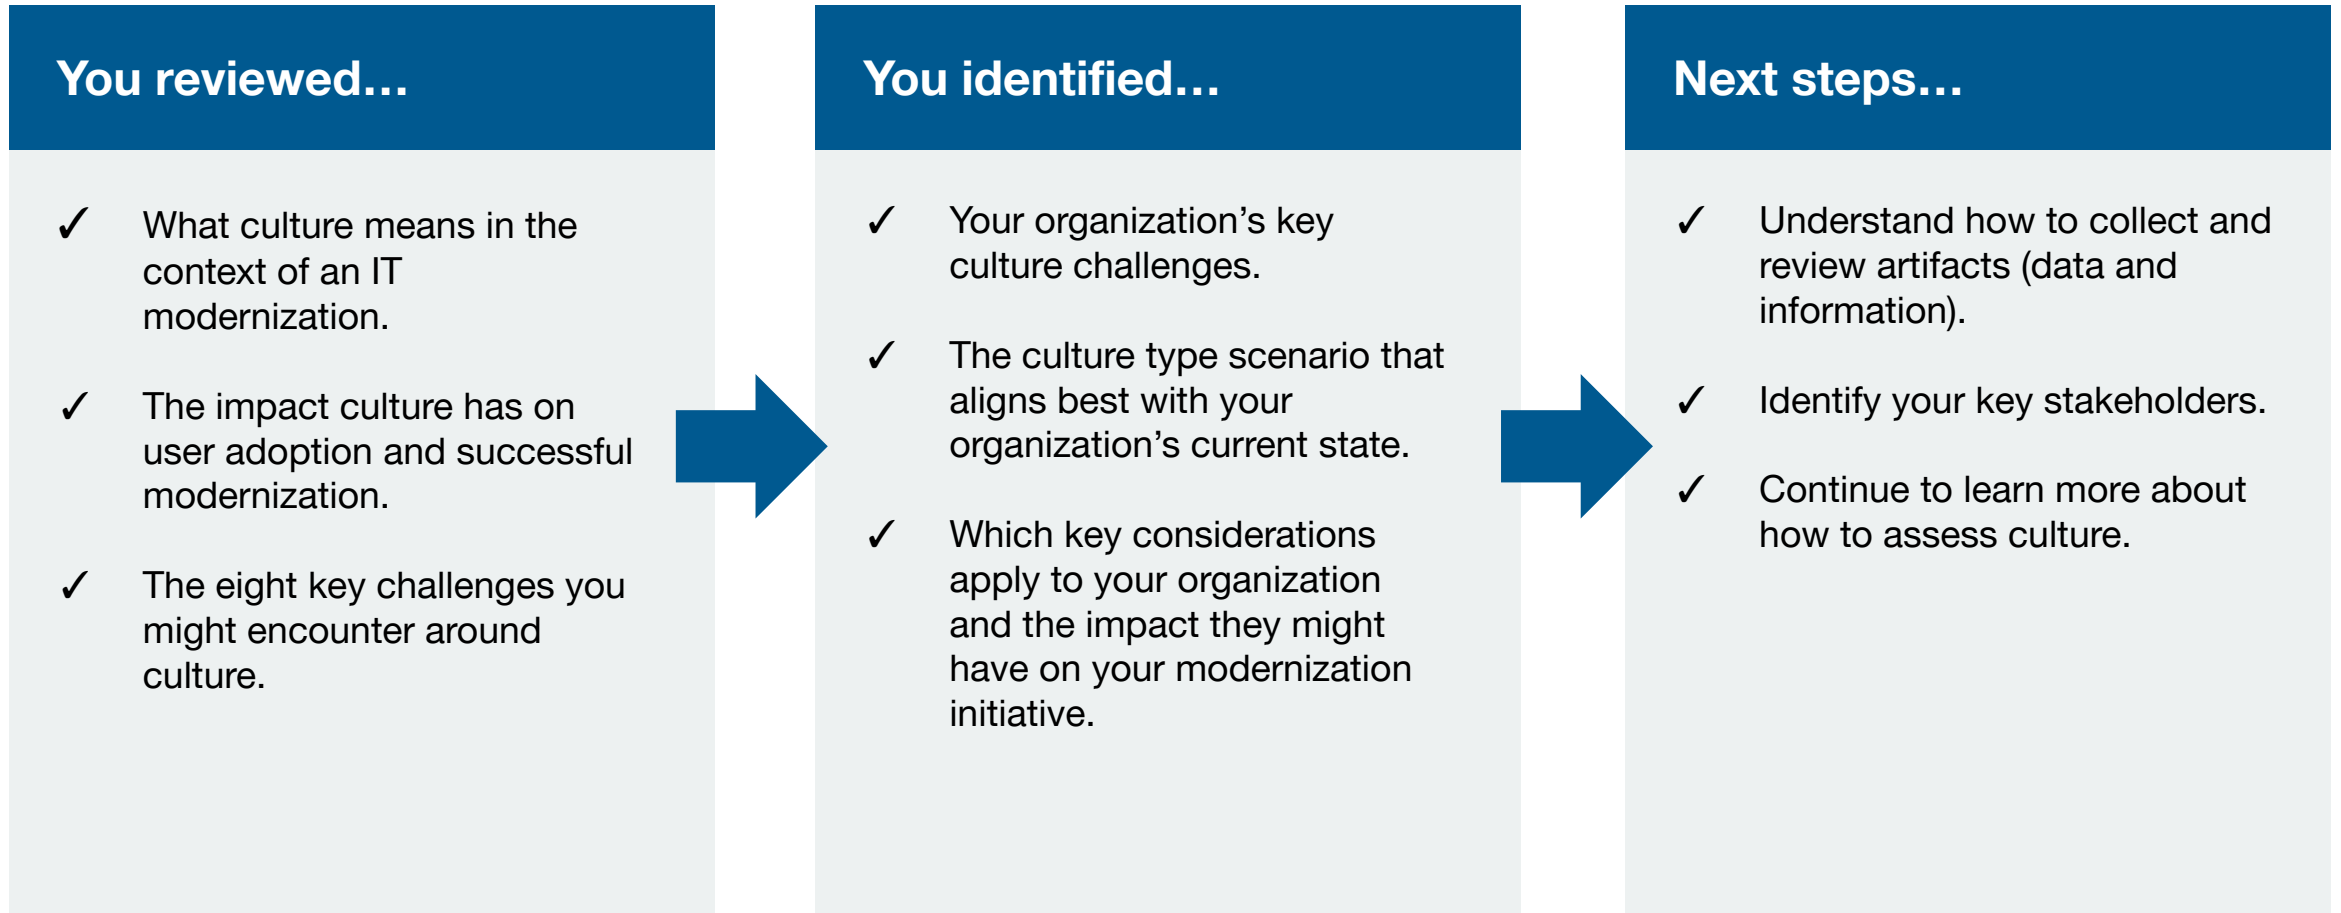 You reviewed…
✓ What culture means in the
context of an IT
modernization.
✓ The impact culture has on
user adoption and successful
modernization.
✓ The eight key challenges you
might encounter around
culture.
You identified…
✓ Your organization’s key
culture challenges.
✓ The culture type scenario that
aligns best with your
organization’s current state.
✓ Which key considerations
apply to your organization
and the impact they might
have on your modernization
initiative.
Next steps…
✓ Understand how to collect and
review artifacts (data and
information).
✓ Identify your key stakeholders.
✓ Continue to learn more about
how to assess culture.